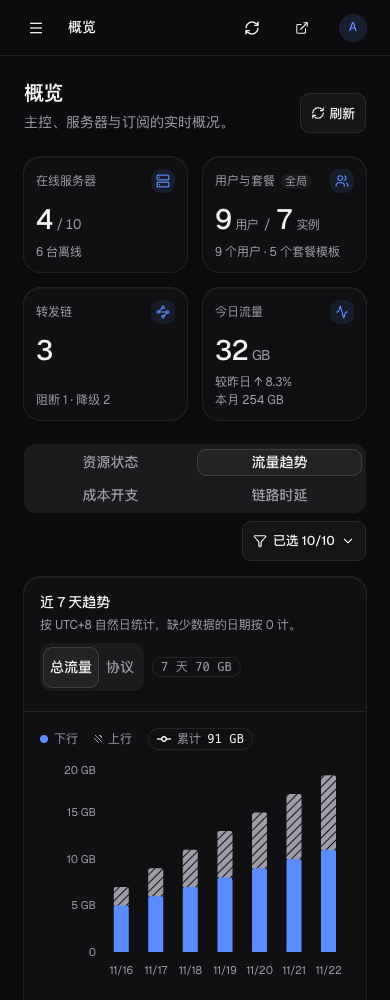 概览
A
概览
主控、服务器与订阅的实时概况。
刷新
在线服务器
4 / 10
6 台离线
用户与套餐 全局
9 用户 / 7 实例
9 个用户 · 5 个套餐模板
转发链
3
阻断 1 · 降级 2
今日流量
32 GB
较昨日 ↑ 8.3%
本月 254 GB
资源状态
流量趋势
成本开支
链路时延
已选 10/10
近 7 天趋势
按 UTC+8 自然日统计，缺少数据的日期按 0 计。
总流量 协议 7 天 70 GB
下行 上行 累计 91 GB
20 GB
15 GB
10 GB
5 GB
0
11/16 11/17 11/18 11/19 11/20 11/21 11/22